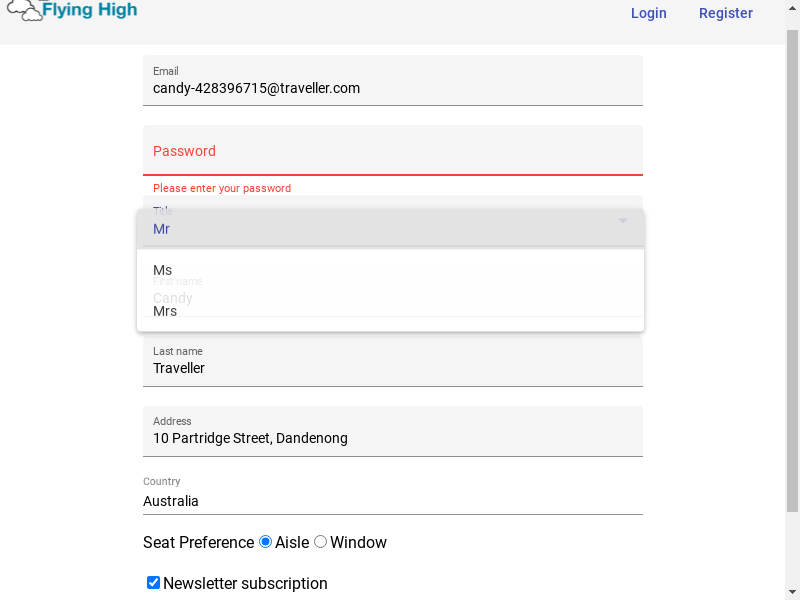 Flying High
Login Register
Email
candy-428396715@traveller.com
Password
Please enter your password
Title
Mr
Ms
First name
Candy
Mrs
Last name
Traveller
Address
10 Partridge Street, Dandenong
Country
Australia
Seat Preference Aisle Window
Newsletter subscription